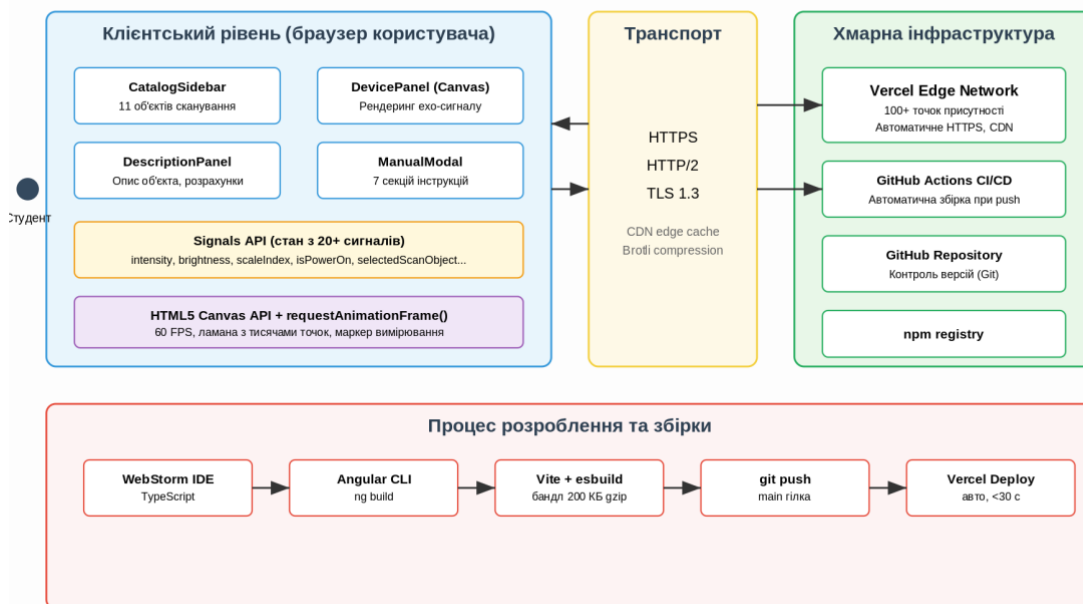 Клієнтський рівень (браузер користувача)
CatalogSidebar
11 об'єктів сканування
DevicePanel (Canvas)
Рендеринг ехо-сигналу
DescriptionPanel
Опис об'єкта, розрахунки
ManualModal
7 секцій інструкцій
Студент
Signals API (стан з 20+ сигналів)
intensity, brightness, scaleIndex, isPowerOn, selectedScanObject...
HTML5 Canvas API + requestAnimationFrame()
60 FPS, ламана з тисячами точок, маркер вимірювання
Транспорт
HTTPS
HTTP/2
TLS 1.3
CDN edge cache
Brotli compression
Хмарна інфраструктура
Vercel Edge Network
100+ точок присутності
Автоматичне HTTPS, CDN
GitHub Actions CI/CD
Автоматична збірка при push
GitHub Repository
Контроль версій (Git)
npm registry
Процес розроблення та збірки
WebStorm IDE
TypeScript
Angular CLI
ng build
Vite + esbuild
бандл 200 КБ gzip
git push
main гілка
Vercel Deploy
авто, <30 с